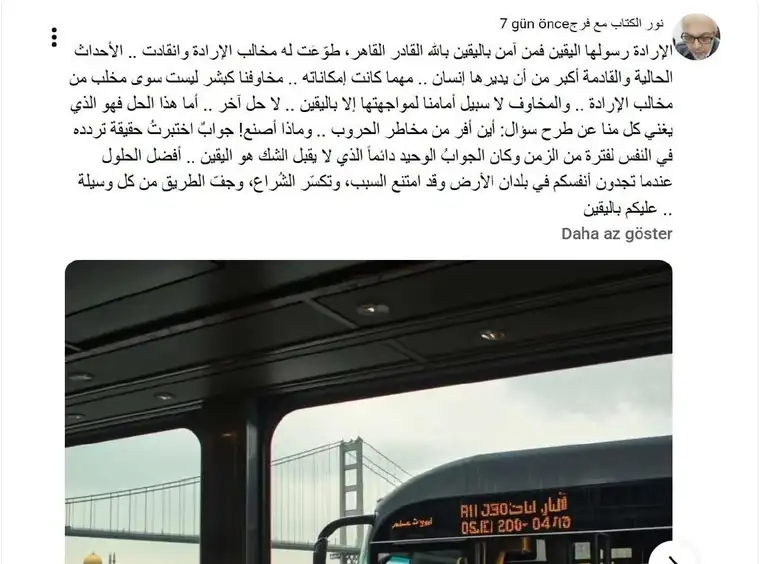 نور الكتاب مع فرج 7 gün önce
الإرادة رسولها اليقين فمن آمن باليقين بالله القادر القاهر، طوّعَت له مخالب الإرادة وانقادت .. الأحداث
الحالية والقادمة أكبر من أن يديرها إنسان .. مهما كانت إمكاناته .. مخاوفنا كبشر ليست سوى مخلب من
مخالب الإرادة .. والمخاوف لا سبيل أمامنا لمواجهتها إلا باليقين .. لا حل آخر .. أما هذا الحل فهو الذي
يغني كل منا عن طرح سؤال: أين أفر من مخاطر الحروب .. وماذا أصنع! جوابٌ اختبرتُ حقيقة تردده
في النفس لفترة من الزمن وكان الجوابُ الوحيد دائماً الذي لا يقبل الشك هو اليقين .. أفضل الحلول
عندما تجدون أنفسكم في بلدان الأرض وقد امتنع السبب، وتكسّر الشّراع، وجفت الطريق من كل وسيلة
.. عليكم باليقين
Daha az göster